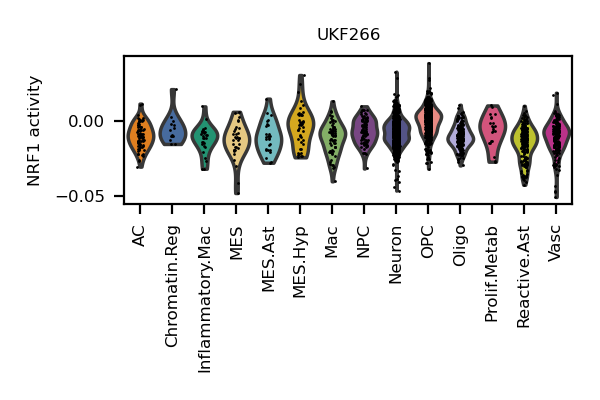 UKF266
NRF1 activity
0.00
−0.05
AC
Chromatin.Reg
Inflammatory.Mac
MES
MES.Ast
MES.Hyp
Mac
NPC
Neuron
OPC
Oligo
Prolif.Metab
Reactive.Ast
Vasc